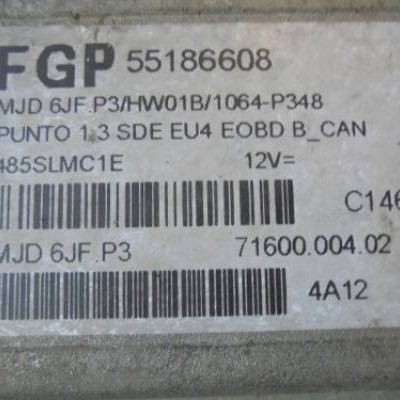 FGP 55186608
MJD 6JF.P3/HW01B/1064-P348
PUNTO 1.3 SDE EU4 EOBD B_CAN
485SLMC1E 12V=
C146
MJD 6JF.P3 71600.004.02
4A12